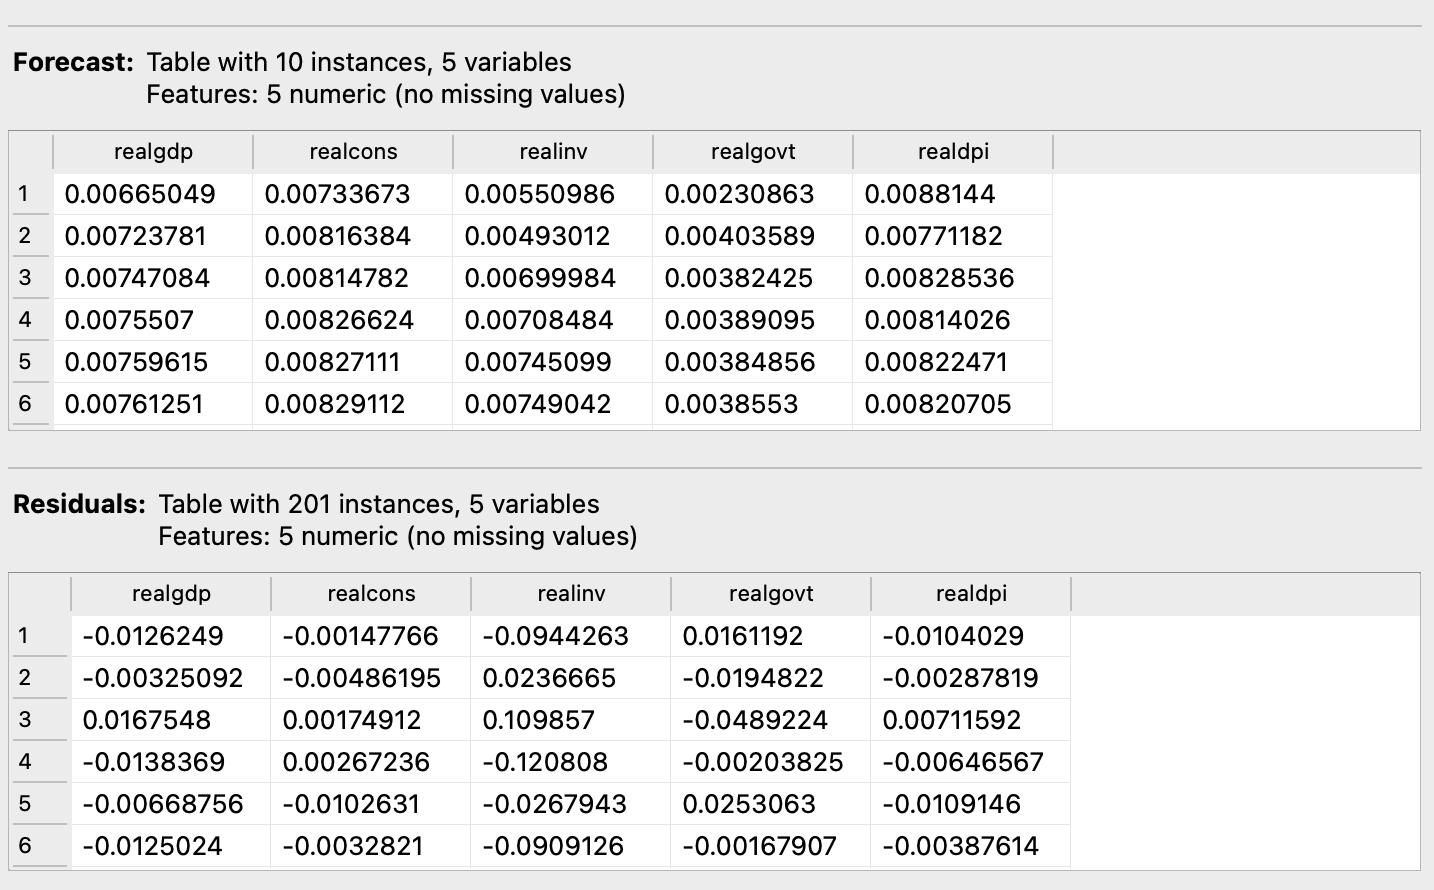 Forecast: Table with 10 instances, 5 variables
Features: 5 numeric (no missing values)
realgdp realcons realinv realgovt realdpi
1 0.00665049 0.00733673 0.00550986 0.00230863 0.0088144
2 0.00723781 0.00816384 0.00493012 0.00403589 0.00771182
3 0.00747084 0.00814782 0.00699984 0.00382425 0.00828536
4 0.0075507 0.00826624 0.00708484 0.00389095 0.00814026
5 0.00759615 0.00827111 0.00745099 0.00384856 0.00822471
6 0.00761251 0.00829112 0.00749042 0.0038553 0.00820705
Residuals: Table with 201 instances, 5 variables
Features: 5 numeric (no missing values)
realgdp realcons realinv realgovt realdpi
1 -0.0126249 -0.00147766 -0.0944263 0.0161192 -0.0104029
2 -0.00325092 -0.00486195 0.0236665 -0.0194822 -0.00287819
3 0.0167548 0.00174912 0.109857 -0.0489224 0.00711592
4 -0.0138369 0.00267236 -0.120808 -0.00203825 -0.00646567
5 -0.00668756 -0.0102631 -0.0267943 0.0253063 -0.0109146
6 -0.0125024 -0.0032821 -0.0909126 -0.00167907 -0.00387614